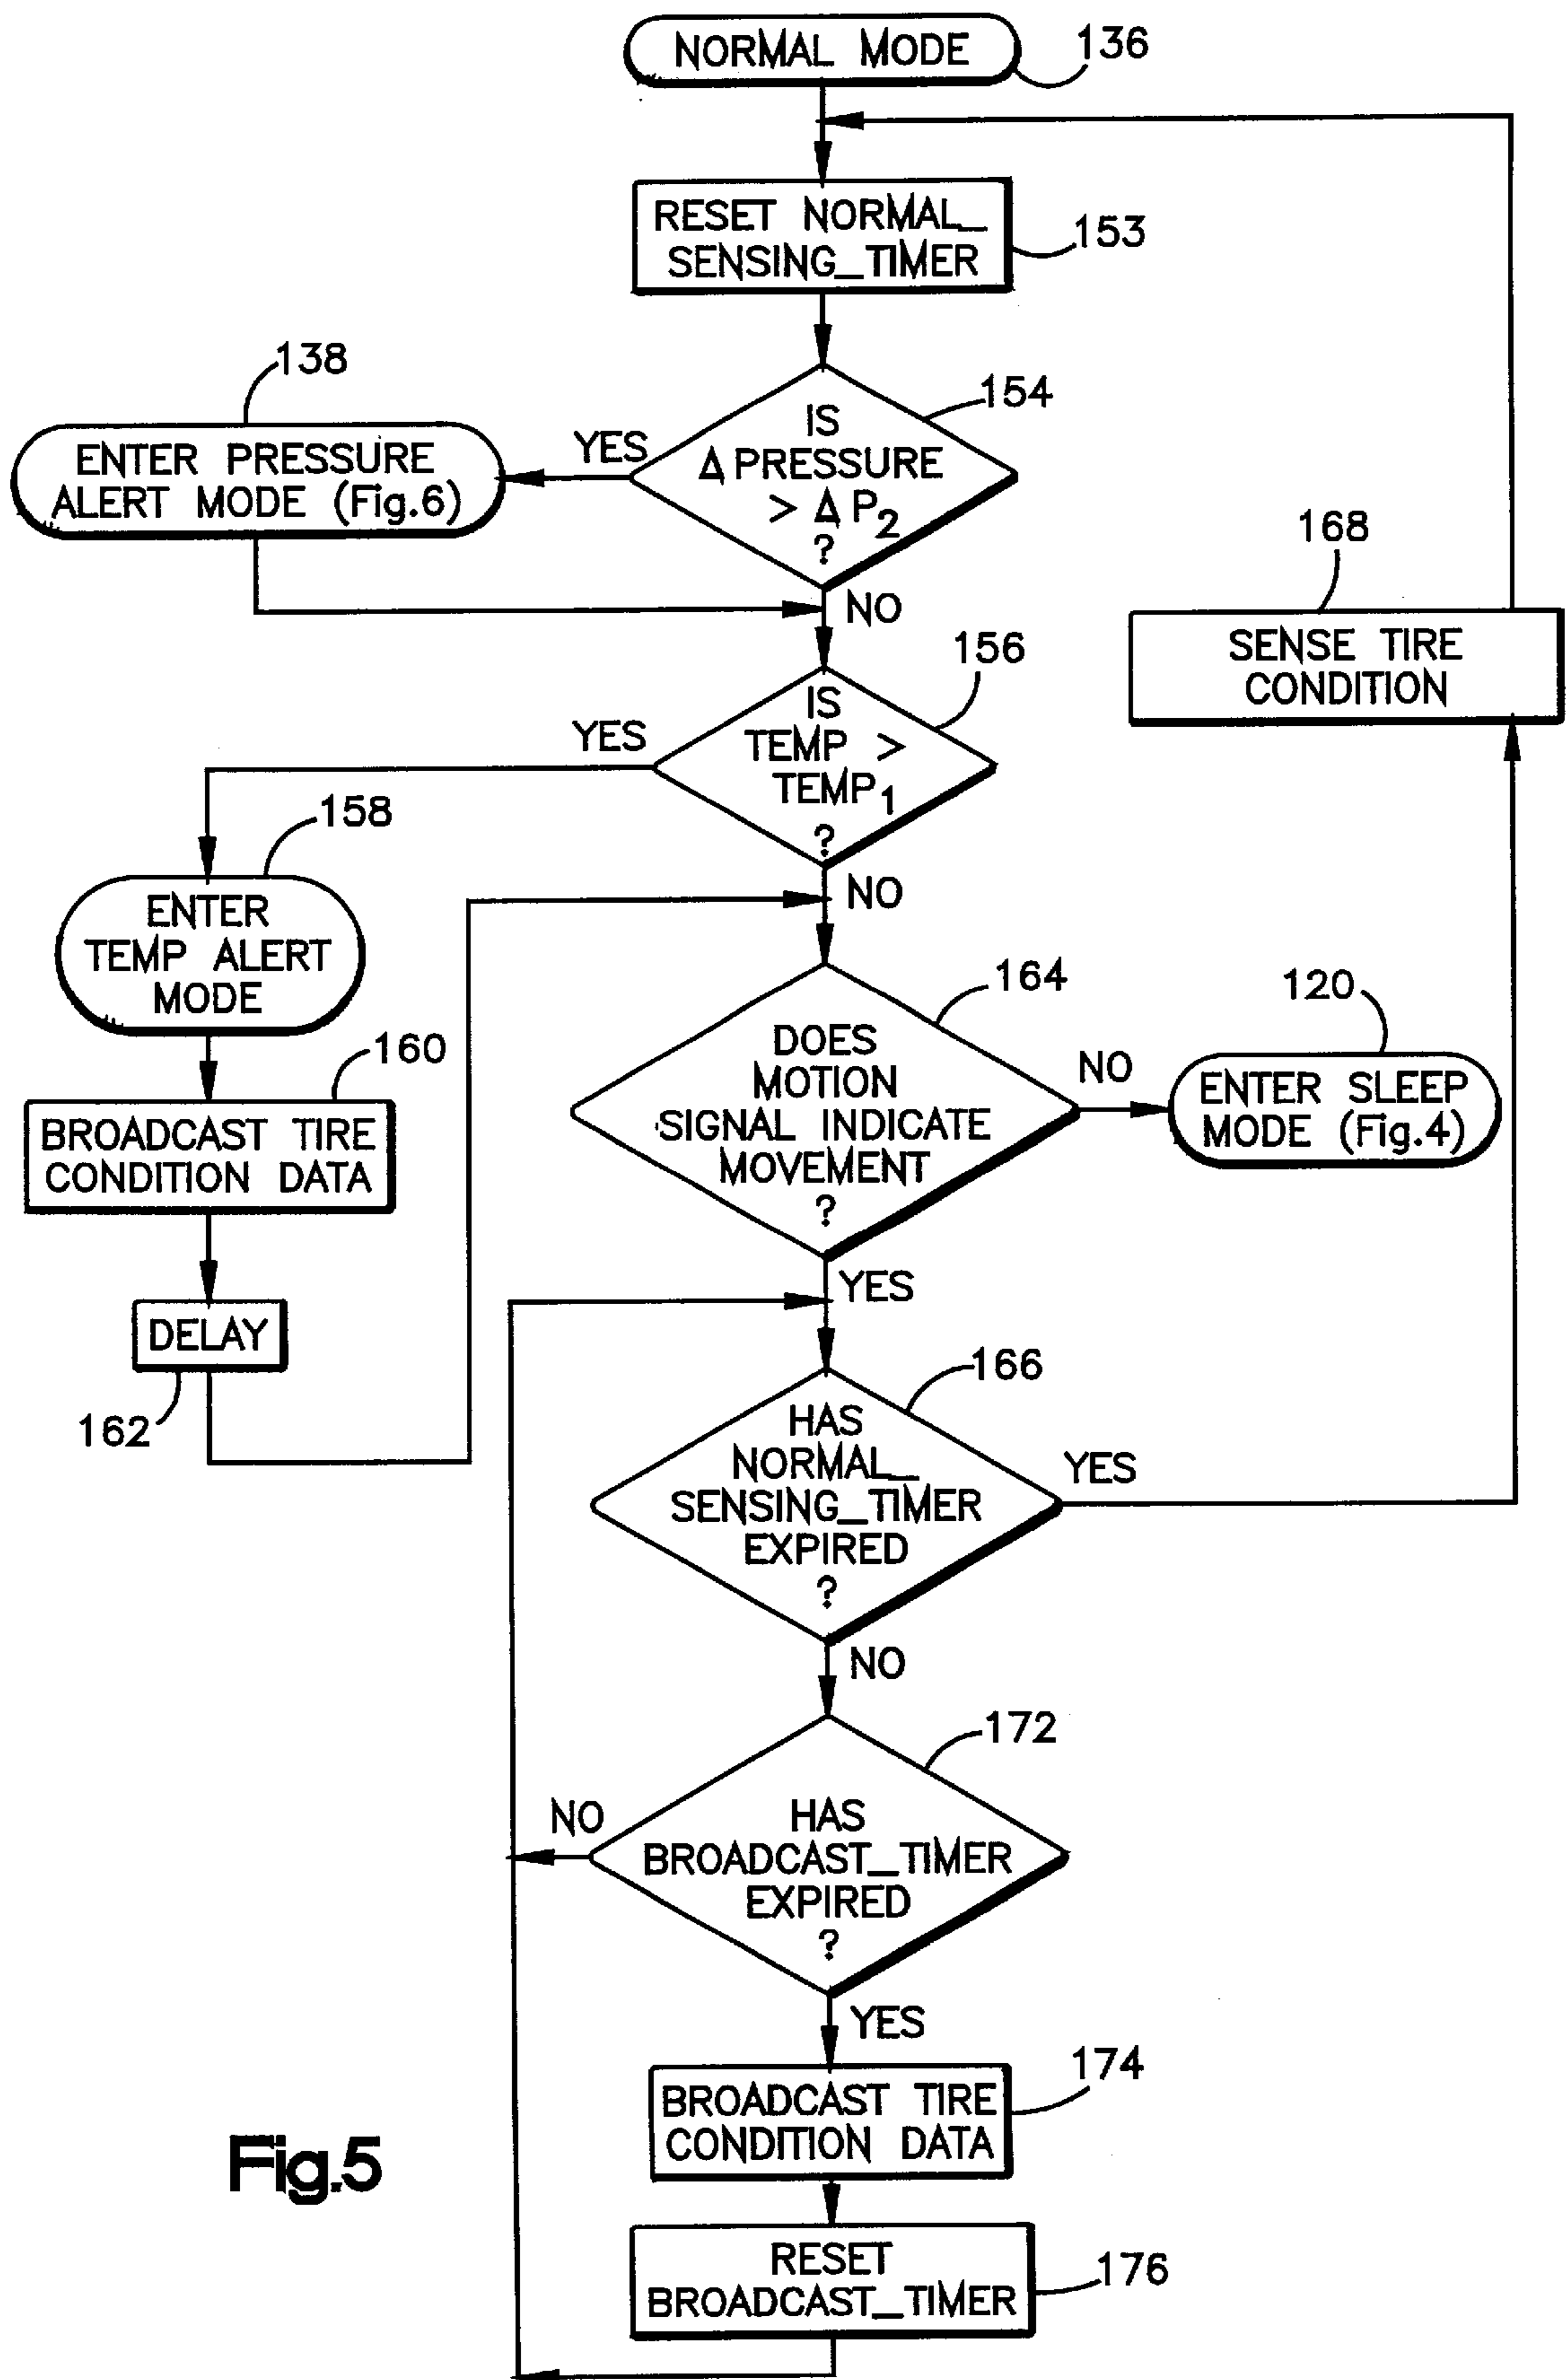 NORMAL MODE
136
RESET NORMAL_
SENSING_TIMER
153
138
ENTER PRESSURE
ALERT MODE (Fig.6)
YES
IS
Δ PRESSURE
> Δ P2
?
154
NO
168
SENSE TIRE
CONDITION
156
IS
TEMP >
TEMP1
?
YES
NO
158
ENTER
TEMP ALERT
MODE
160
BROADCAST TIRE
CONDITION DATA
DELAY
162
164
DOES
MOTION
SIGNAL INDICATE
MOVEMENT
?
NO
120
ENTER SLEEP
MODE (Fig.4)
YES
166
HAS
NORMAL_
SENSING_TIMER
EXPIRED
?
YES
NO
172
HAS
BROADCAST_TIMER
EXPIRED
?
NO
YES
174
BROADCAST TIRE
CONDITION DATA
RESET
BROADCAST_TIMER
176
Fig.5